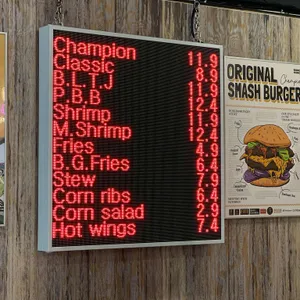 Champion 11.9
Classic 8.9
B.L.T.J 11.9
P.B.B 12.4
Shrimp 11.9
M.Shrimp 12.4
Fries 4.9
B.G.Fries 6.4
Stew 7.9
Corn ribs 6.4
Corn salad 2.9
Hot wings 7.4
ORIGINAL
Champion
SMASH BURGER